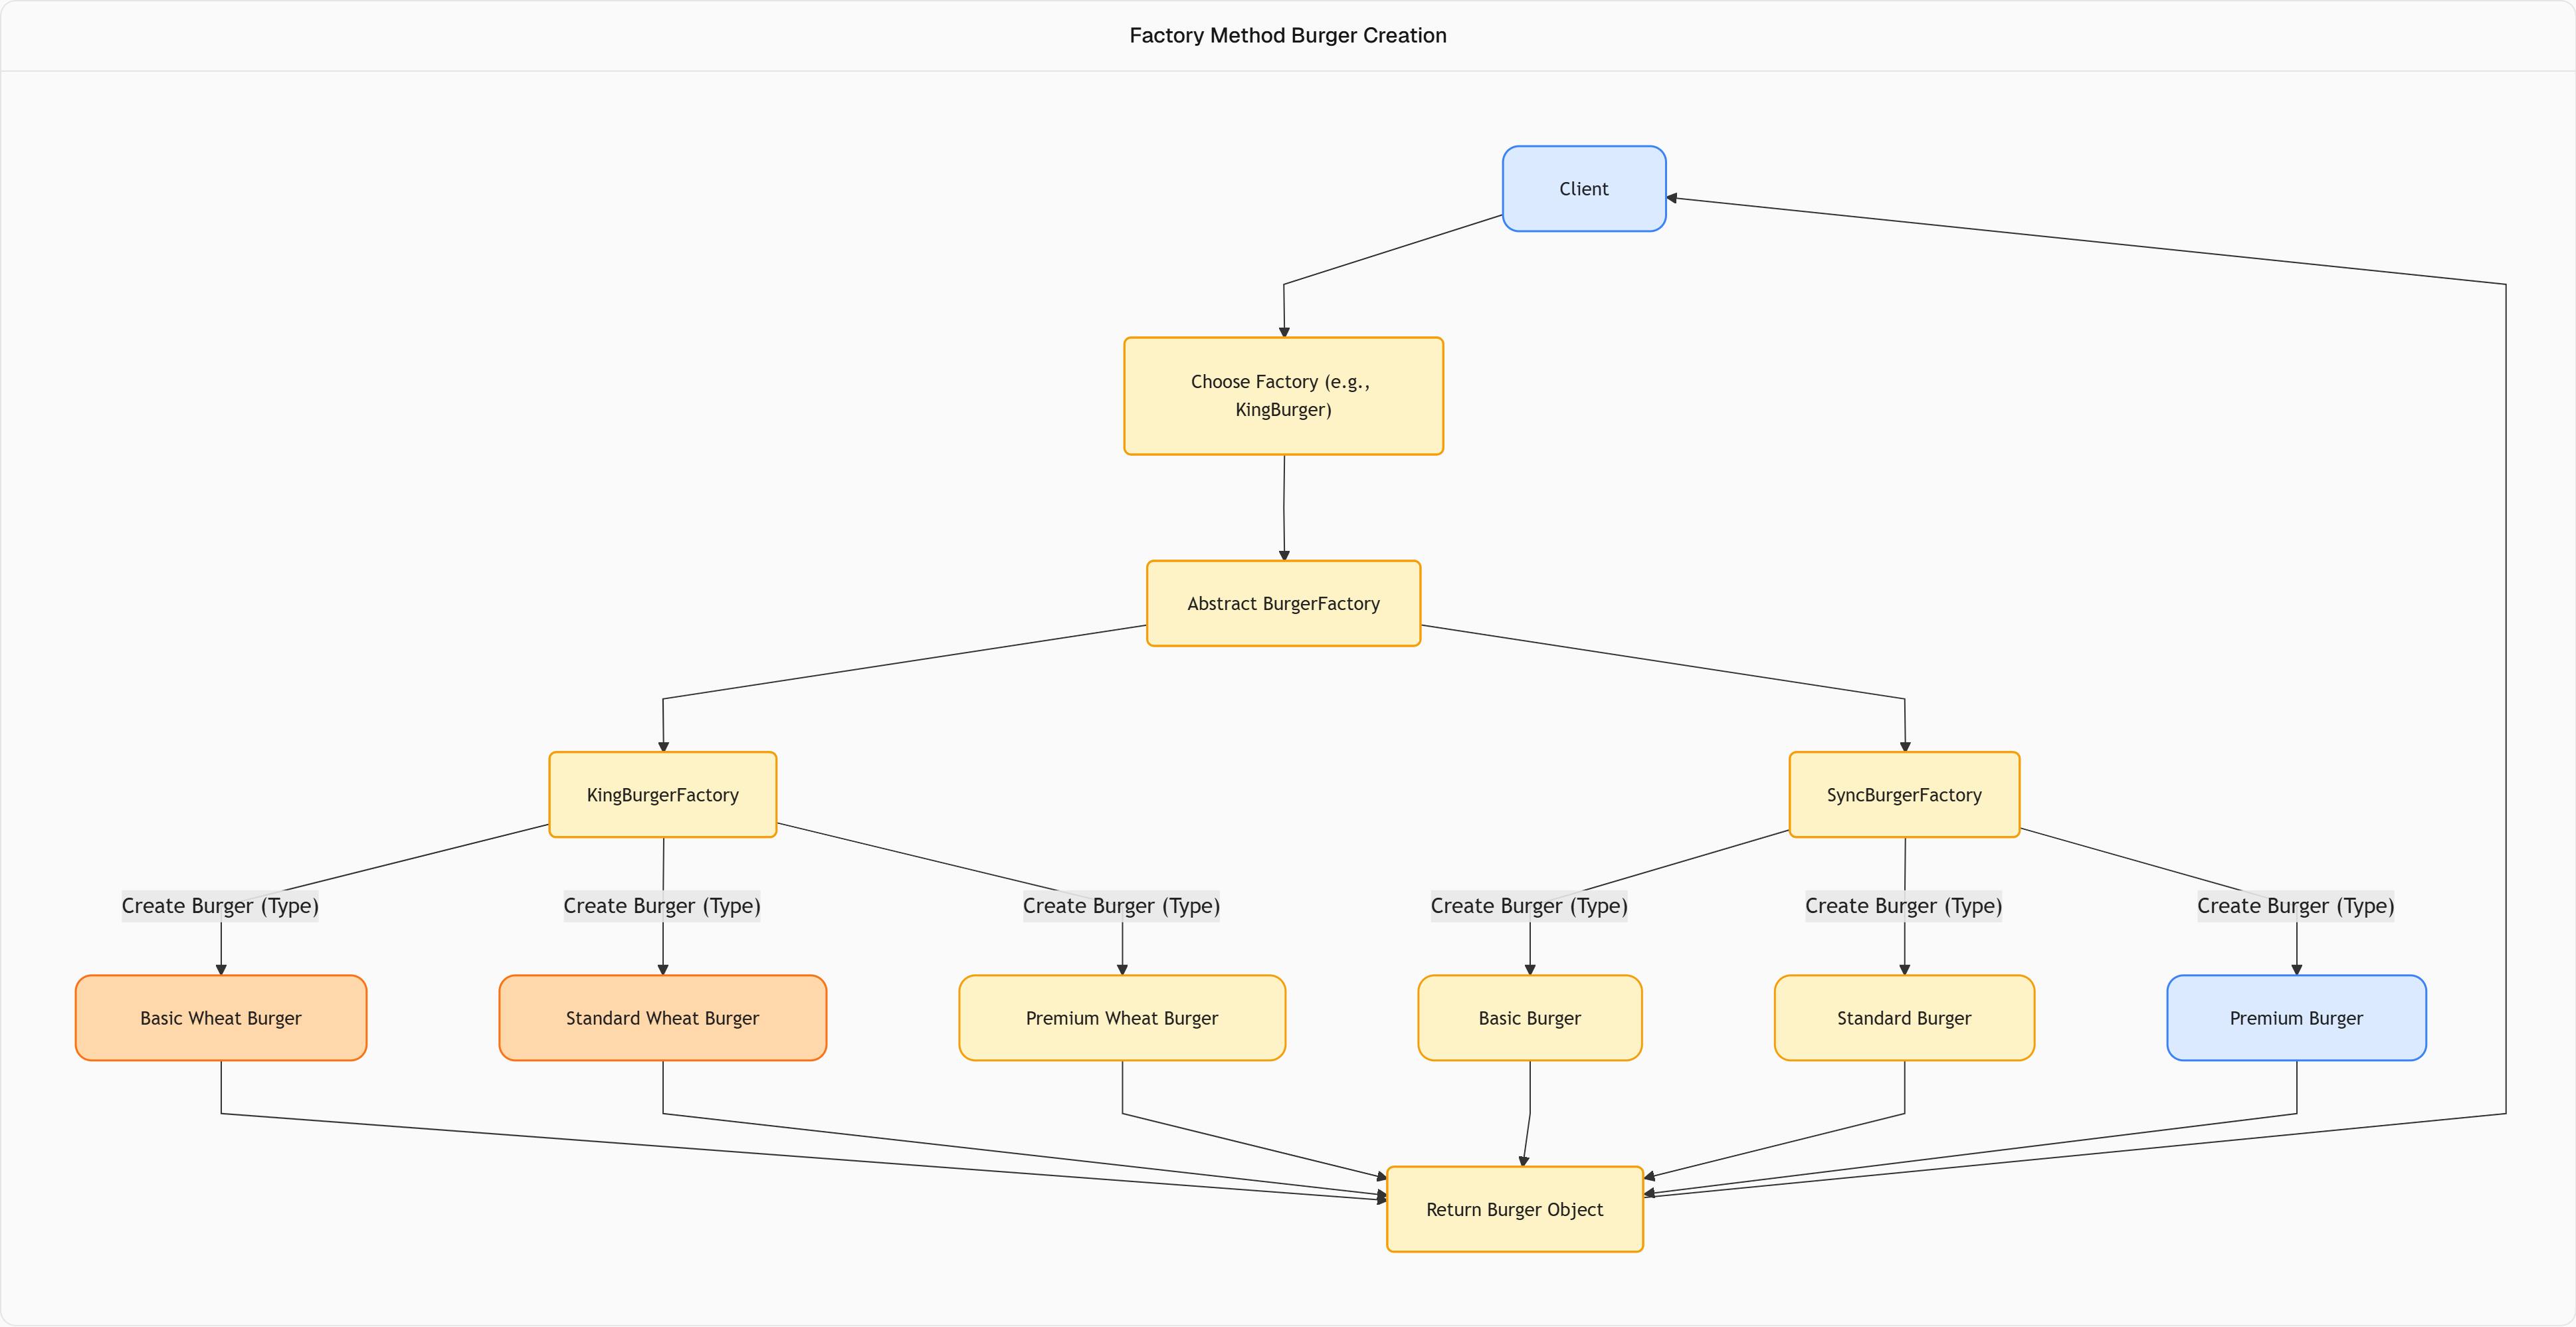 Factory Method Burger Creation
Client
Choose Factory (e.g.,
KingBurger)
Abstract BurgerFactory
KingBurgerFactory
SyncBurgerFactory
Create Burger (Type)
Create Burger (Type)
Create Burger (Type)
Create Burger (Type)
Create Burger (Type)
Create Burger (Type)
Basic Wheat Burger
Standard Wheat Burger
Premium Wheat Burger
Basic Burger
Standard Burger
Premium Burger
Return Burger Object